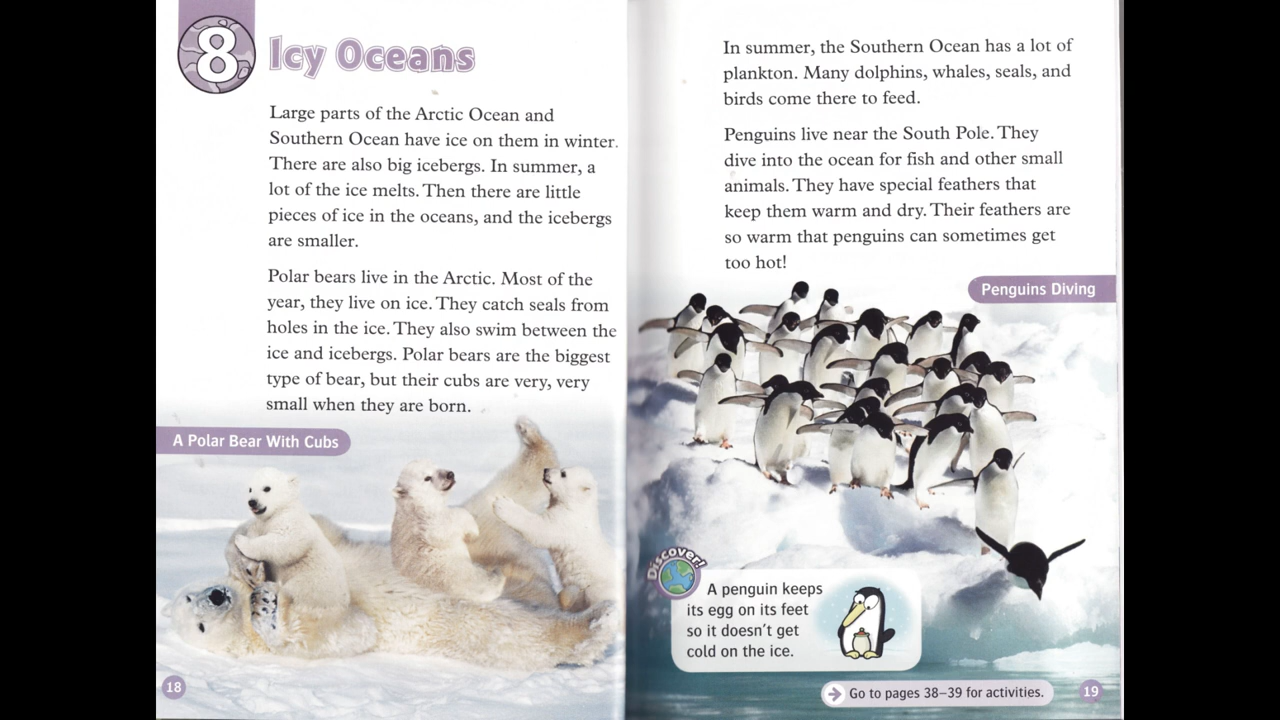 8
Icy Oceans
Large parts of the Arctic Ocean and
Southern Ocean have ice on them in winter.
There are also big icebergs. In summer, a
lot of the ice melts. Then there are little
pieces of ice in the oceans, and the icebergs
are smaller.
Polar bears live in the Arctic. Most of the
year, they live on ice. They catch seals from
holes in the ice. They also swim between the
ice and icebergs. Polar bears are the biggest
type of bear, but their cubs are very, very
small when they are born.
A Polar Bear With Cubs
18
In summer, the Southern Ocean has a lot of
plankton. Many dolphins, whales, seals, and
birds come there to feed.
Penguins live near the South Pole. They
dive into the ocean for fish and other small
animals. They have special feathers that
keep them warm and dry. Their feathers are
so warm that penguins can sometimes get
too hot!
Penguins Diving
Discover!
A penguin keeps
its egg on its feet
so it doesn't get
cold on the ice.
Go to pages 38–39 for activities.
19